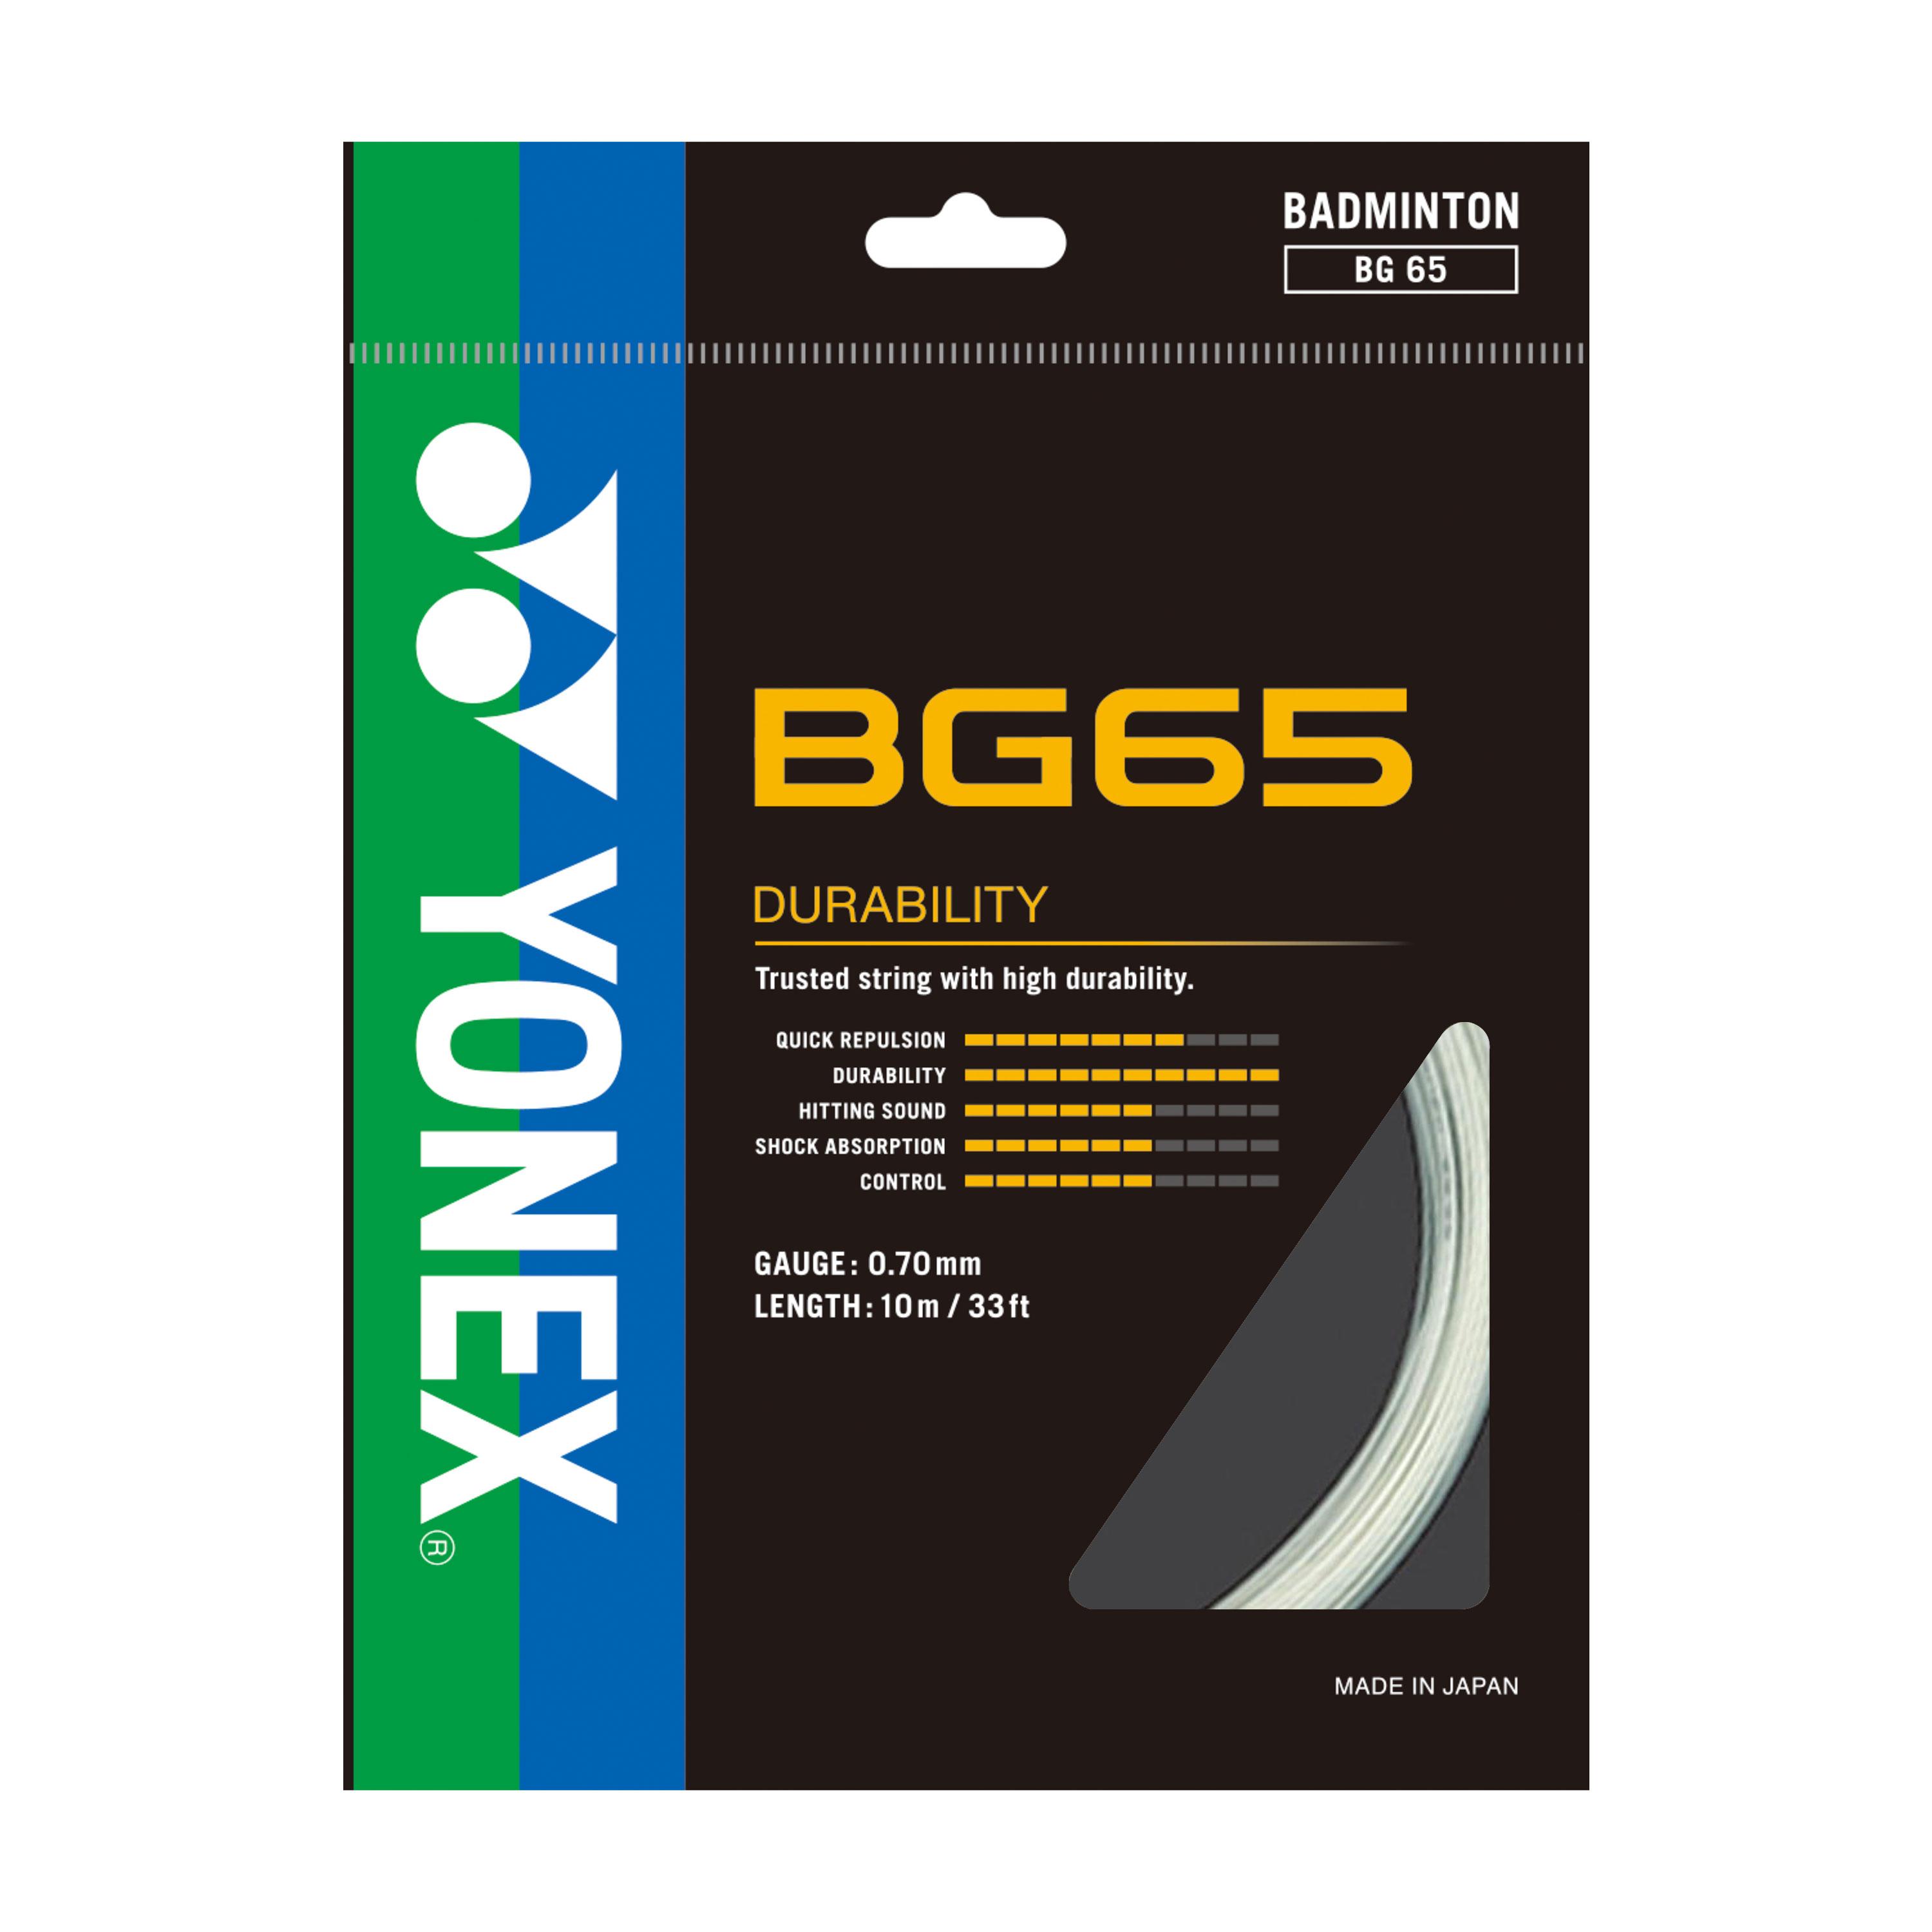 BADMINTON
BG 65
YONEX®
BG65
DURABILITY
Trusted string with high durability.
QUICK REPULSION
DURABILITY
HITTING SOUND
SHOCK ABSORPTION
CONTROL
GAUGE: 0.70mm
LENGTH: 10m / 33ft
MADE IN JAPAN